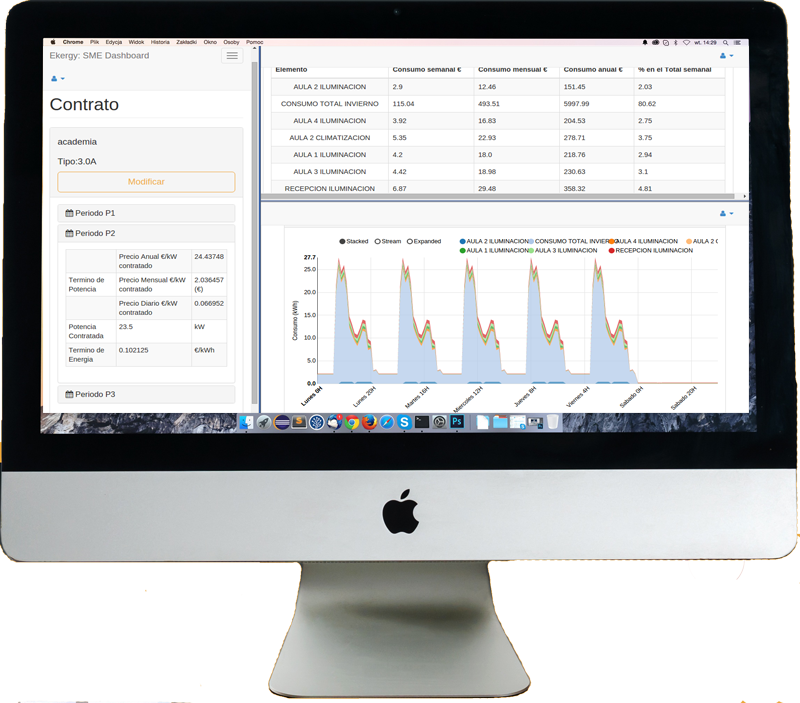 Chrome Plik Edycja Widok Historia Zakładki Okno Osoby Pomoc
wt. 14:29
Ekergy: SME Dashboard
Contrato
academia
Tipo:3.0A
Modificar
Periodo P1
Periodo P2
Precio Anual €/kW contratado 24.43748
Termino de Potencia Precio Mensual €/kW contratado 2.036457 (€)
Precio Diario €/kW contratado 0.066952
Potencia Contratada 23.5 kW
Termino de Energia 0.102125 €/kWh
Periodo P3
Elemento Consumo semanal € Consumo mensual € Consumo anual € % en el Total semanal
AULA 2 ILUMINACION 2.9 12.46 151.45 2.03
CONSUMO TOTAL INVIERNO 115.04 493.51 5997.99 80.62
AULA 4 ILUMINACION 3.92 16.83 204.53 2.75
AULA 2 CLIMATIZACION 5.35 22.93 278.71 3.75
AULA 1 ILUMINACION 4.2 18.0 218.76 2.94
AULA 3 ILUMINACION 4.42 18.98 230.63 3.1
RECEPCION ILUMINACION 6.87 29.48 358.32 4.81
Stacked Stream Expanded
AULA 2 ILUMINACION CONSUMO TOTAL INVIERNO AULA 4 ILUMINACION AULA 2 C
AULA 1 ILUMINACION AULA 3 ILUMINACION RECEPCION ILUMINACION
27.7
25.0
20.0
15.0
10.0
5.0
0.0
Consumo (kWh)
Lunes 0H Lunes 20H Martes 16H Miercoles 12H Jueves 8H Viernes 4H Sabado 0H Sabado 20H
S
Ps